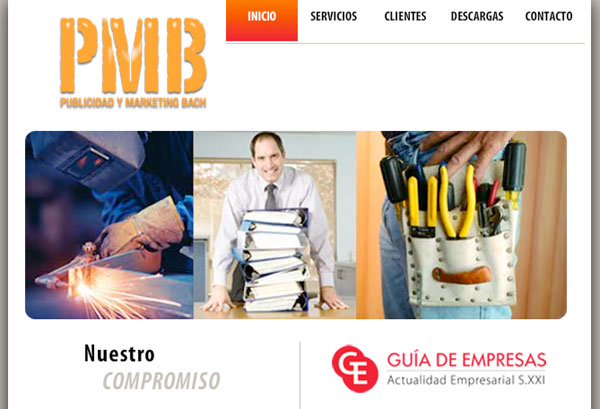 PMB
PUBLICIDAD Y MARKETING BACH
INICIO SERVICIOS CLIENTES DESCARGAS CONTACTO
Nuestro
COMPROMISO
GE GUÍA DE EMPRESAS
Actualidad Empresarial S.XXI